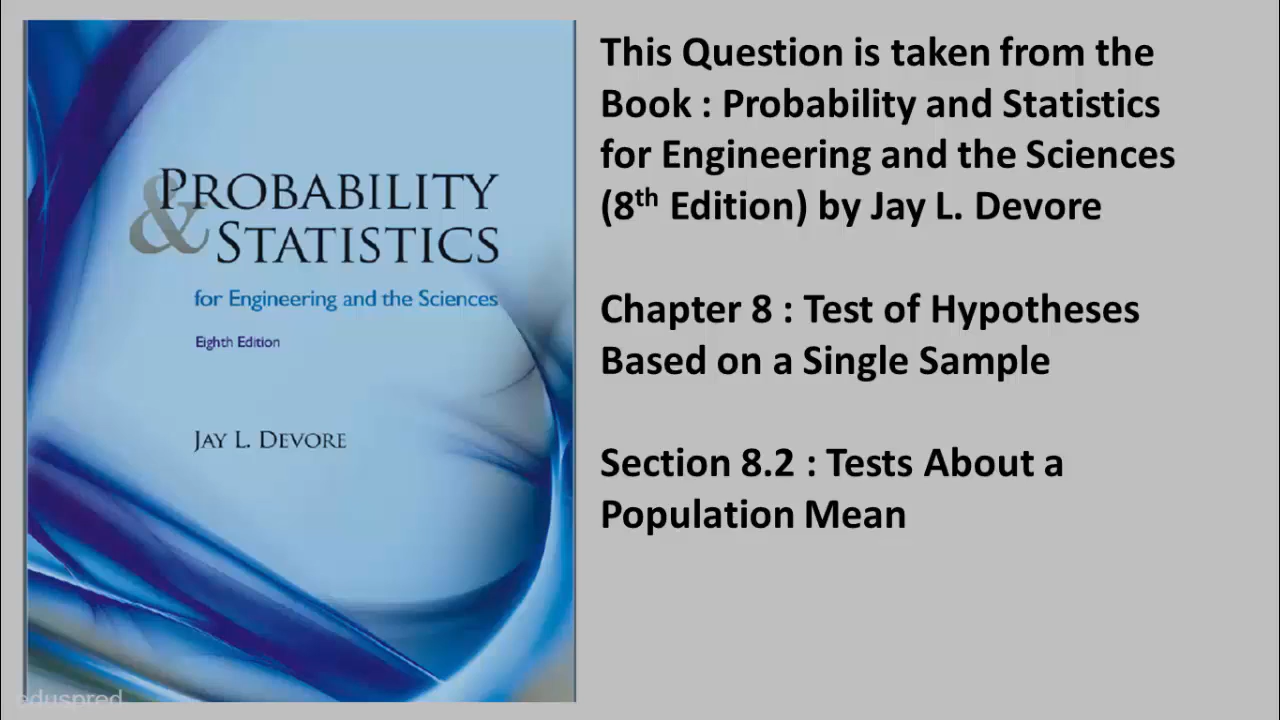 PROBABILITY
& STATISTICS
for Engineering and the Sciences
Eighth Edition
JAY L. DEVORE
This Question is taken from the
Book : Probability and Statistics
for Engineering and the Sciences
(8th Edition) by Jay L. Devore
Chapter 8 : Test of Hypotheses
Based on a Single Sample
Section 8.2 : Tests About a
Population Mean
eduspred